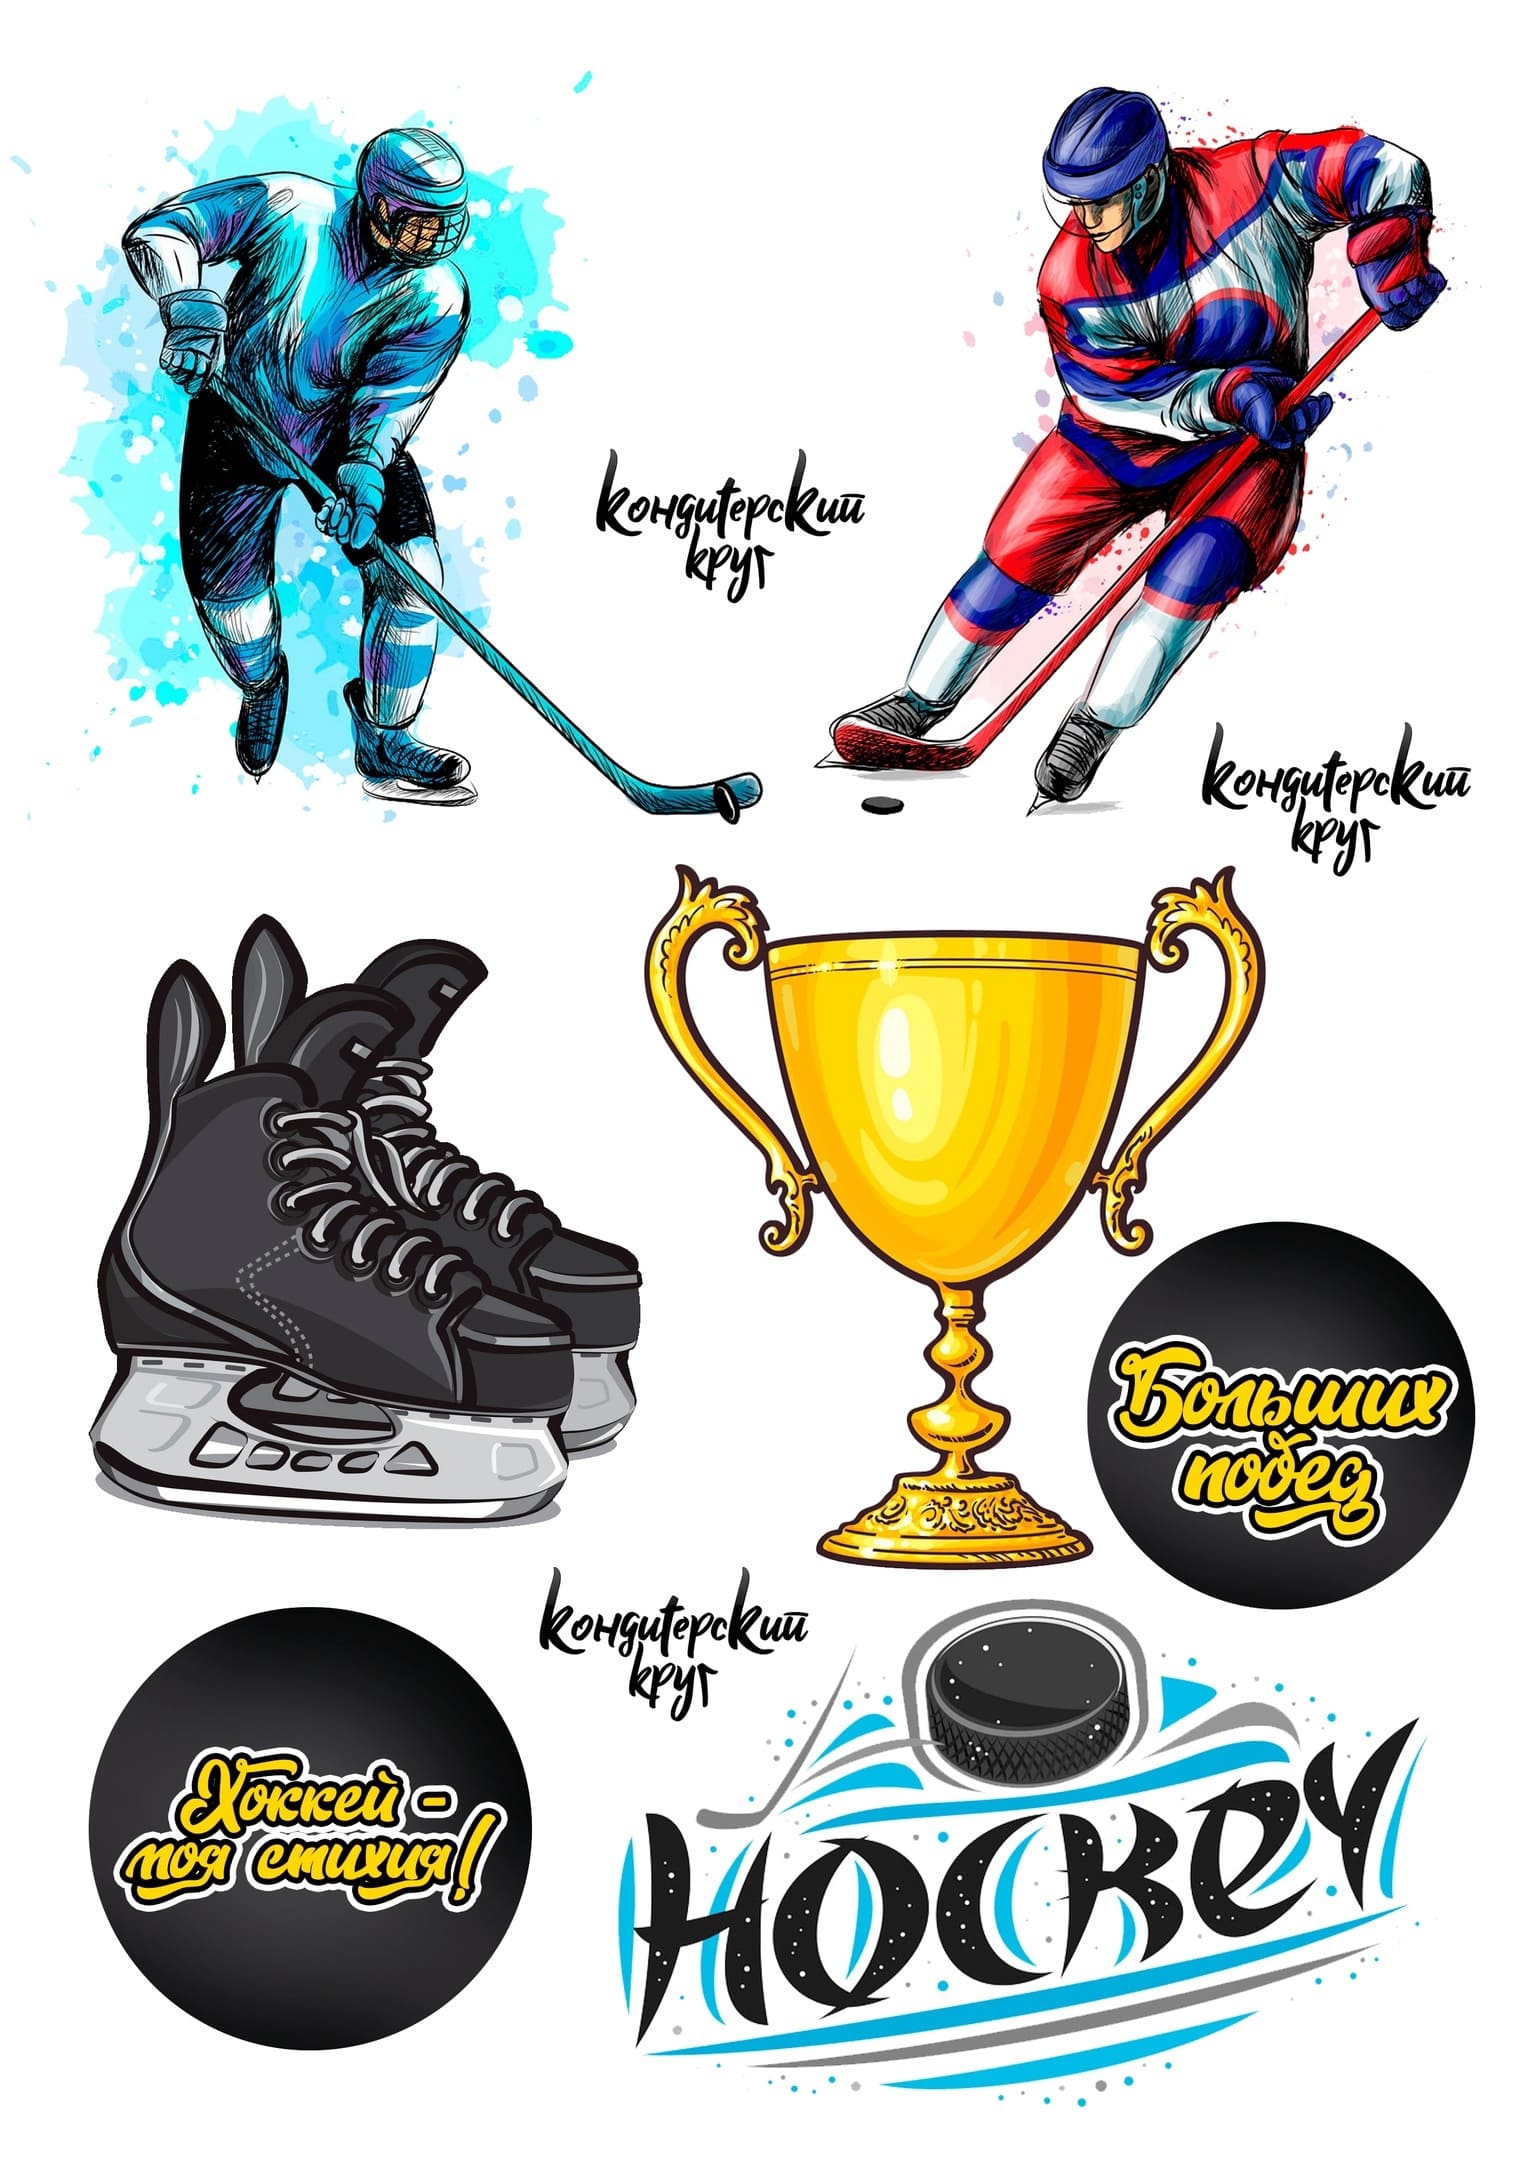 Кондитерский
круг
Кондитерский
круг
Больших
побед
Кондитерский
круг
Хоккей -
моя стихия!
HOCKEY